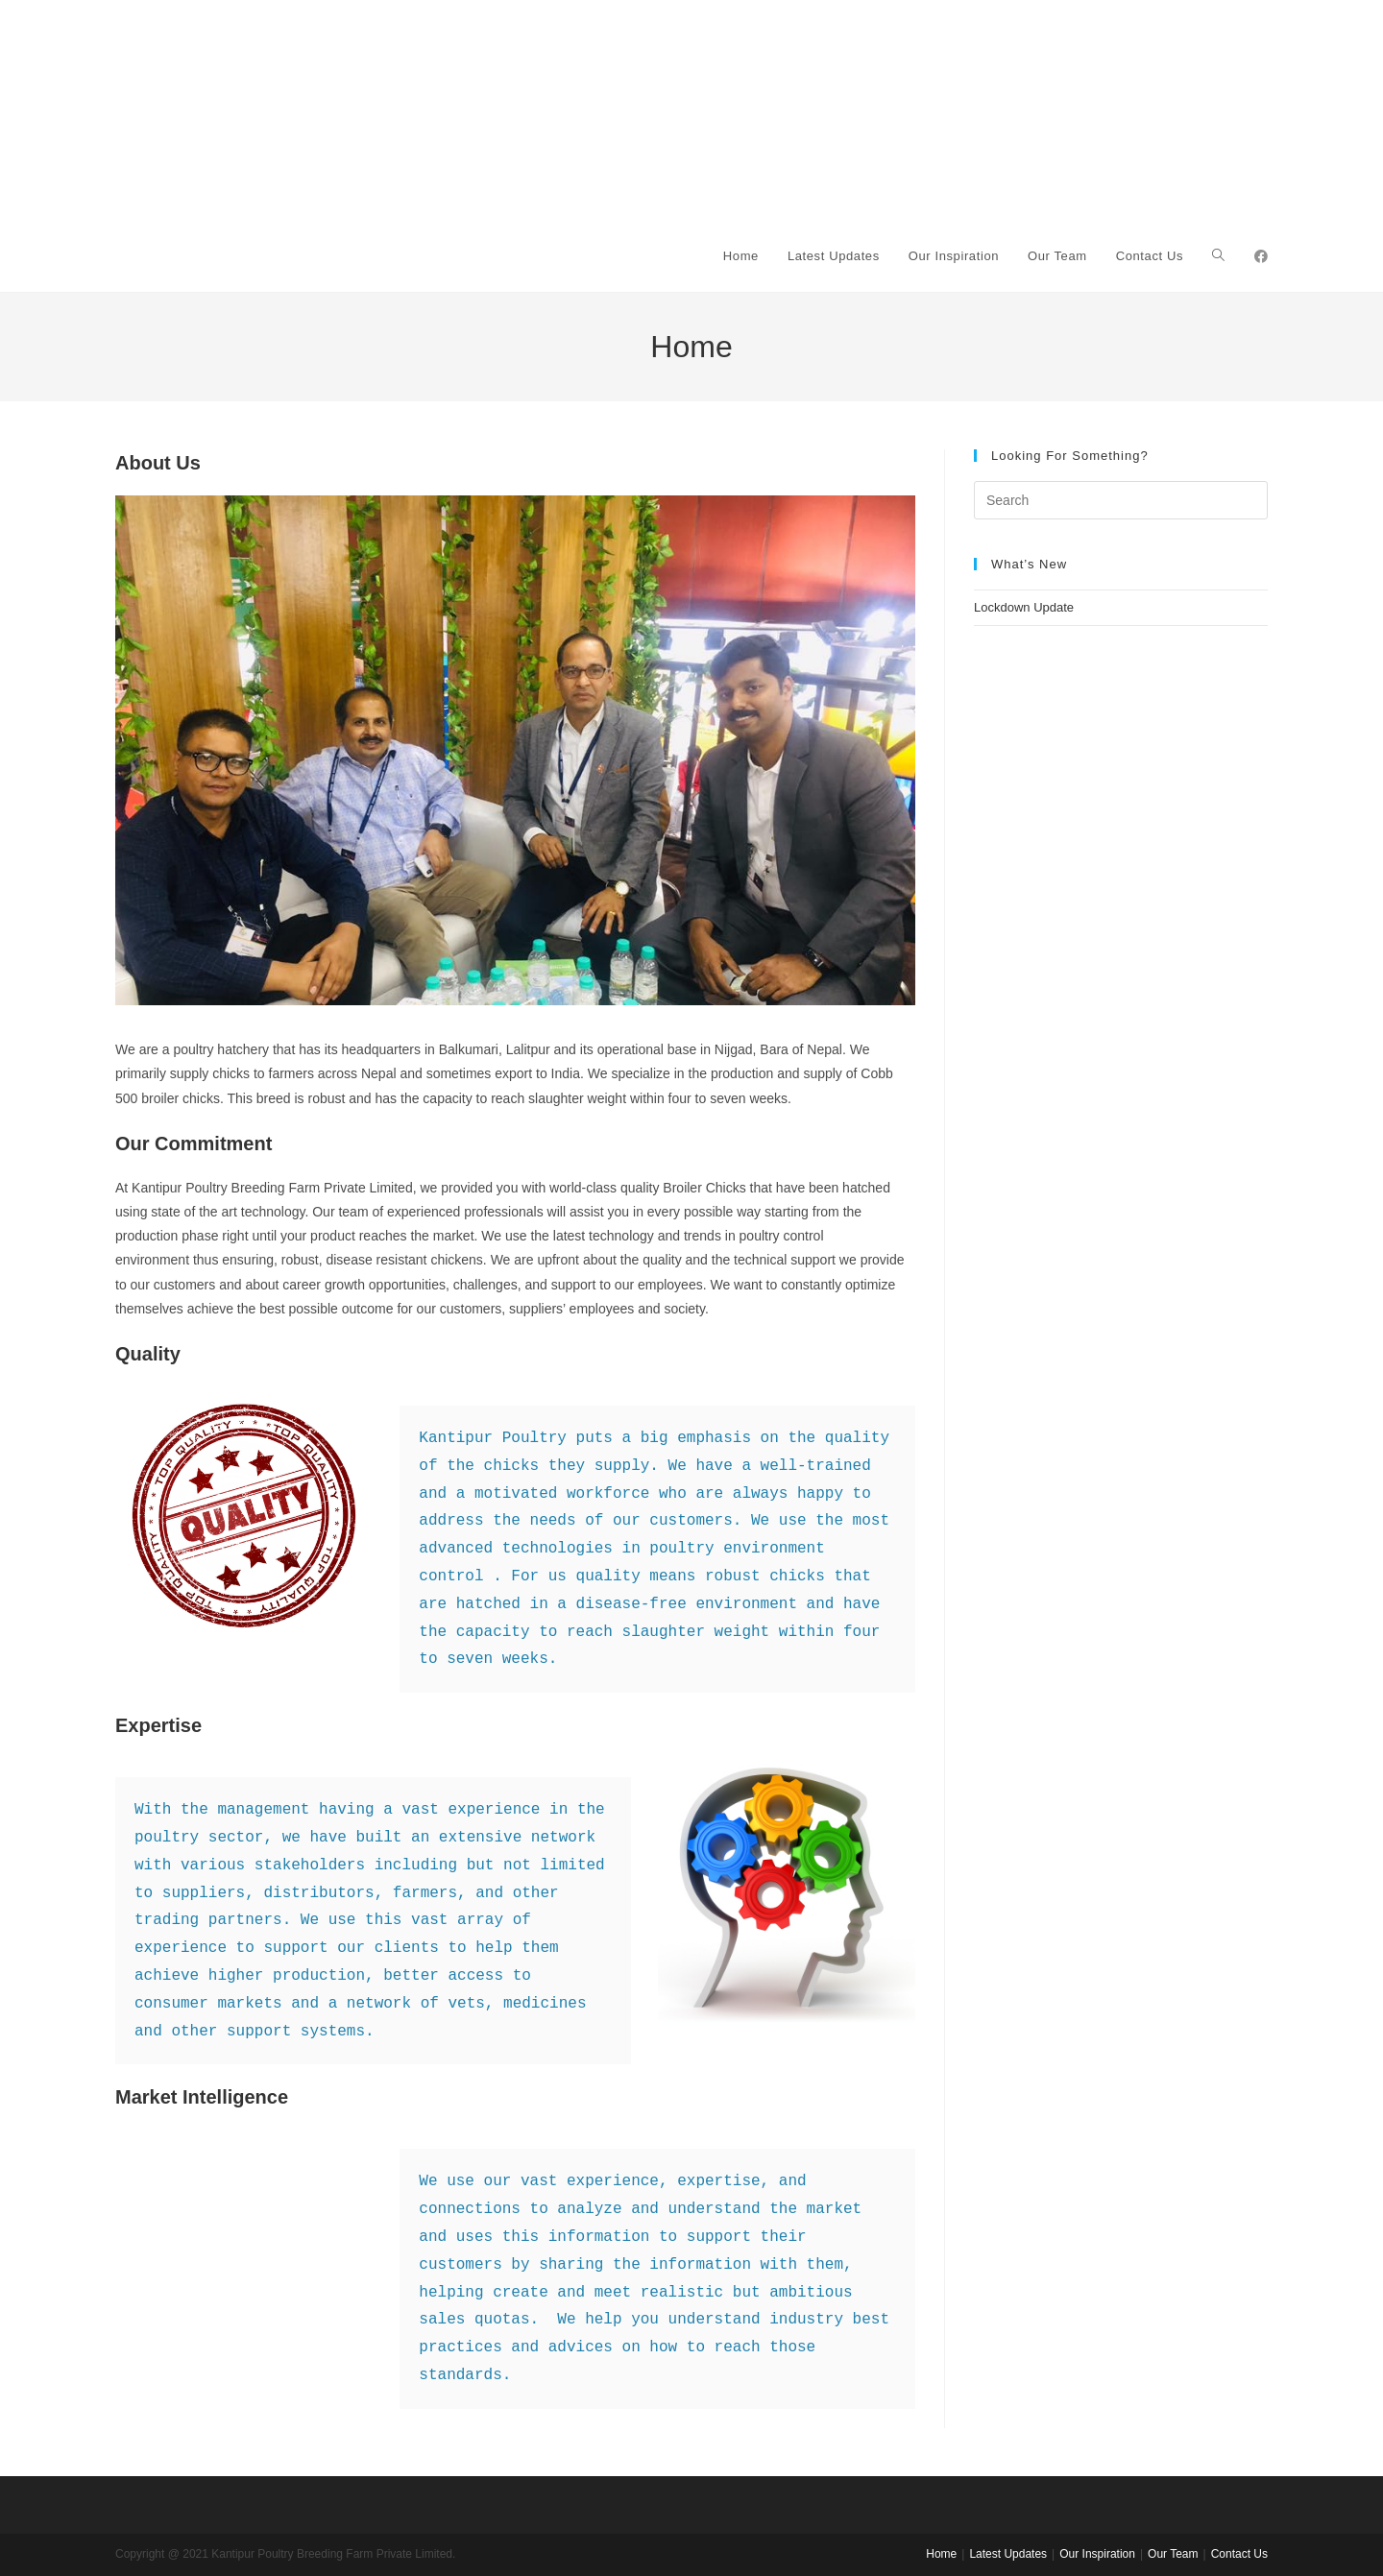 Home
Latest Updates
Our Inspiration
Our Team
Contact Us
Home
About Us
We are a poultry hatchery that has its headquarters in Balkumari, Lalitpur and its operational base in Nijgad, Bara of Nepal. We
primarily supply chicks to farmers across Nepal and sometimes export to India. We specialize in the production and supply of Cobb
500 broiler chicks. This breed is robust and has the capacity to reach slaughter weight within four to seven weeks.
Our Commitment
At Kantipur Poultry Breeding Farm Private Limited, we provided you with world-class quality Broiler Chicks that have been hatched
using state of the art technology. Our team of experienced professionals will assist you in every possible way starting from the
production phase right until your product reaches the market. We use the latest technology and trends in poultry control
environment thus ensuring, robust, disease resistant chickens. We are upfront about the quality and the technical support we provide
to our customers and about career growth opportunities, challenges, and support to our employees. We want to constantly optimize
themselves achieve the best possible outcome for our customers, suppliers’ employees and society.
Quality
TOP QUALITY
TOP QUALITY
QUALITY
TOP QUALITY
TOP QUALITY
Kantipur Poultry puts a big emphasis on the quality
of the chicks they supply. We have a well-trained
and a motivated workforce who are always happy to
address the needs of our customers. We use the most
advanced technologies in poultry environment
control . For us quality means robust chicks that
are hatched in a disease-free environment and have
the capacity to reach slaughter weight within four
to seven weeks.
Expertise
With the management having a vast experience in the
poultry sector, we have built an extensive network
with various stakeholders including but not limited
to suppliers, distributors, farmers, and other
trading partners. We use this vast array of
experience to support our clients to help them
achieve higher production, better access to
consumer markets and a network of vets, medicines
and other support systems.
Market Intelligence
We use our vast experience, expertise, and
connections to analyze and understand the market
and uses this information to support their
customers by sharing the information with them,
helping create and meet realistic but ambitious
sales quotas.  We help you understand industry best
practices and advices on how to reach those
standards.
Looking For Something?
Search
What's New
Lockdown Update
Copyright @ 2021 Kantipur Poultry Breeding Farm Private Limited.
Home | Latest Updates | Our Inspiration | Our Team | Contact Us